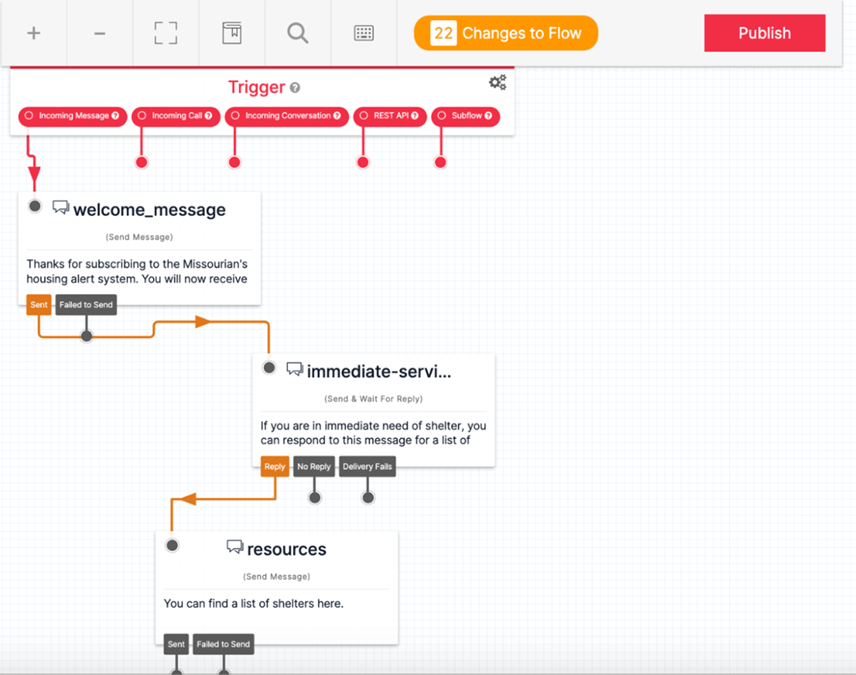 22 Changes to Flow
Publish
Trigger
Incoming Message
Incoming Call
Incoming Conversation
REST API
Subflow
welcome_message
(Send Message)
Thanks for subscribing to the Missourian's
housing alert system. You will now receive
Sent
Failed to Send
immediate-servi...
(Send & Wait For Reply)
If you are in immediate need of shelter, you
can respond to this message for a list of
Reply
No Reply
Delivery Fails
resources
(Send Message)
You can find a list of shelters here.
Sent
Failed to Send